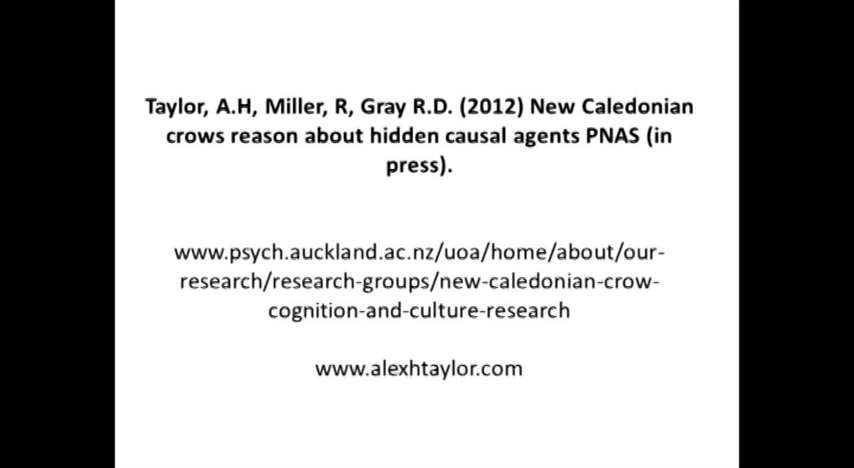 Taylor, A.H, Miller, R, Gray R.D. (2012) New Caledonian
crows reason about hidden causal agents PNAS (in
press).
www.psych.auckland.ac.nz/uoa/home/about/our-
research/research-groups/new-caledonian-crow-
cognition-and-culture-research
www.alexhtaylor.com